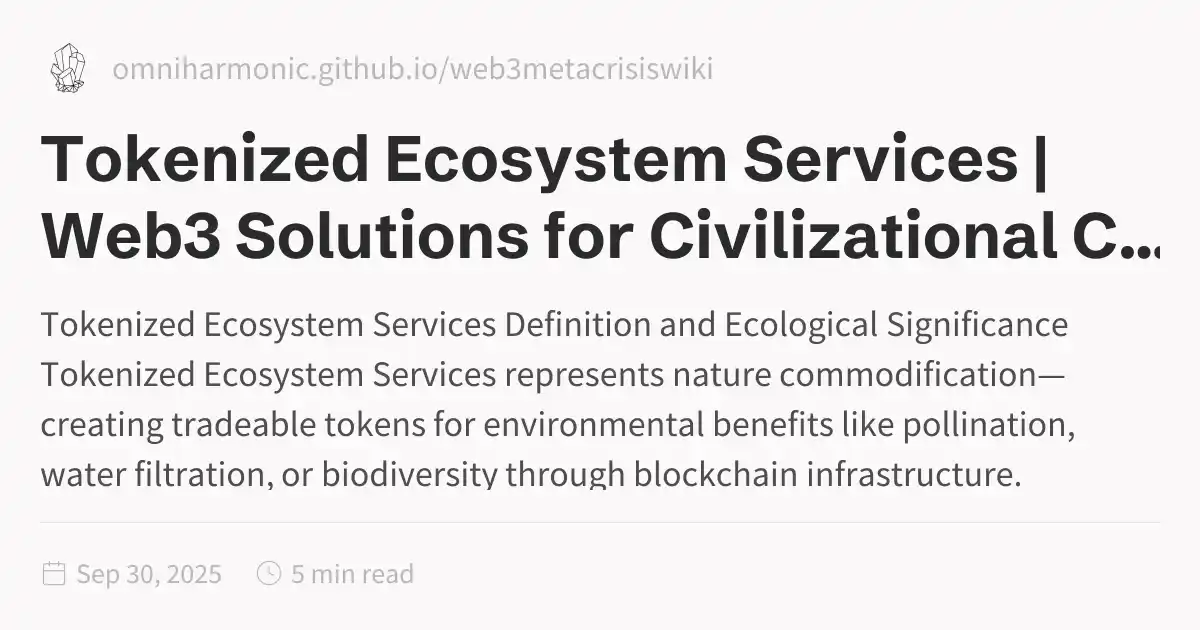 omniharmonic.github.io/web3metacrisiswiki
Tokenized Ecosystem Services |
Web3 Solutions for Civilizational C...
Tokenized Ecosystem Services Definition and Ecological Significance
Tokenized Ecosystem Services represents nature commodification—
creating tradeable tokens for environmental benefits like pollination,
water filtration, or biodiversity through blockchain infrastructure.
Sep 30, 2025
5 min read